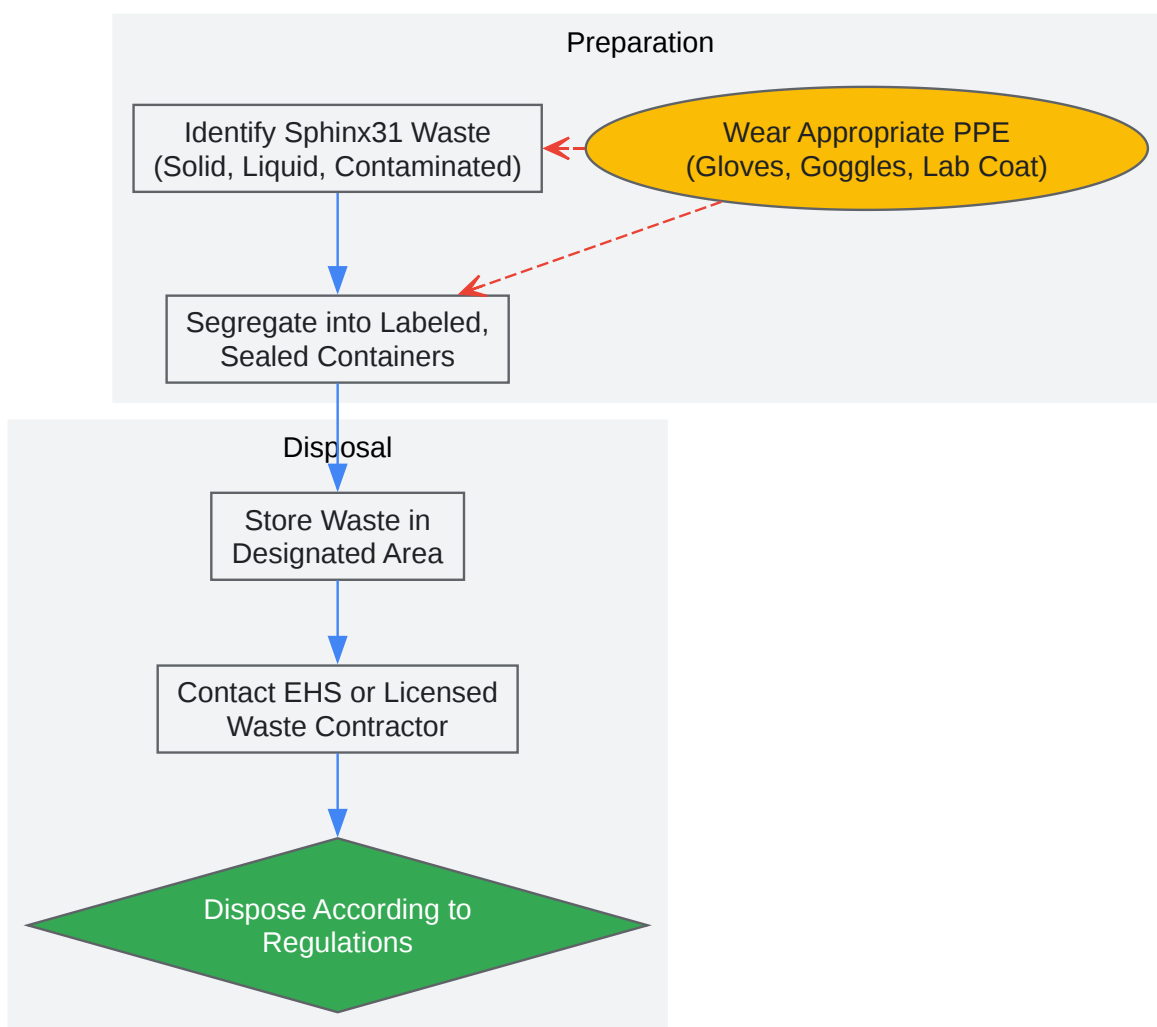 Preparation
Identify Sphinx31 Waste
(Solid, Liquid, Contaminated)
Wear Appropriate PPE
(Gloves, Goggles, Lab Coat)
Segregate into Labeled,
Sealed Containers
Disposal
Store Waste in
Designated Area
Contact EHS or Licensed
Waste Contractor
Dispose According to
Regulations